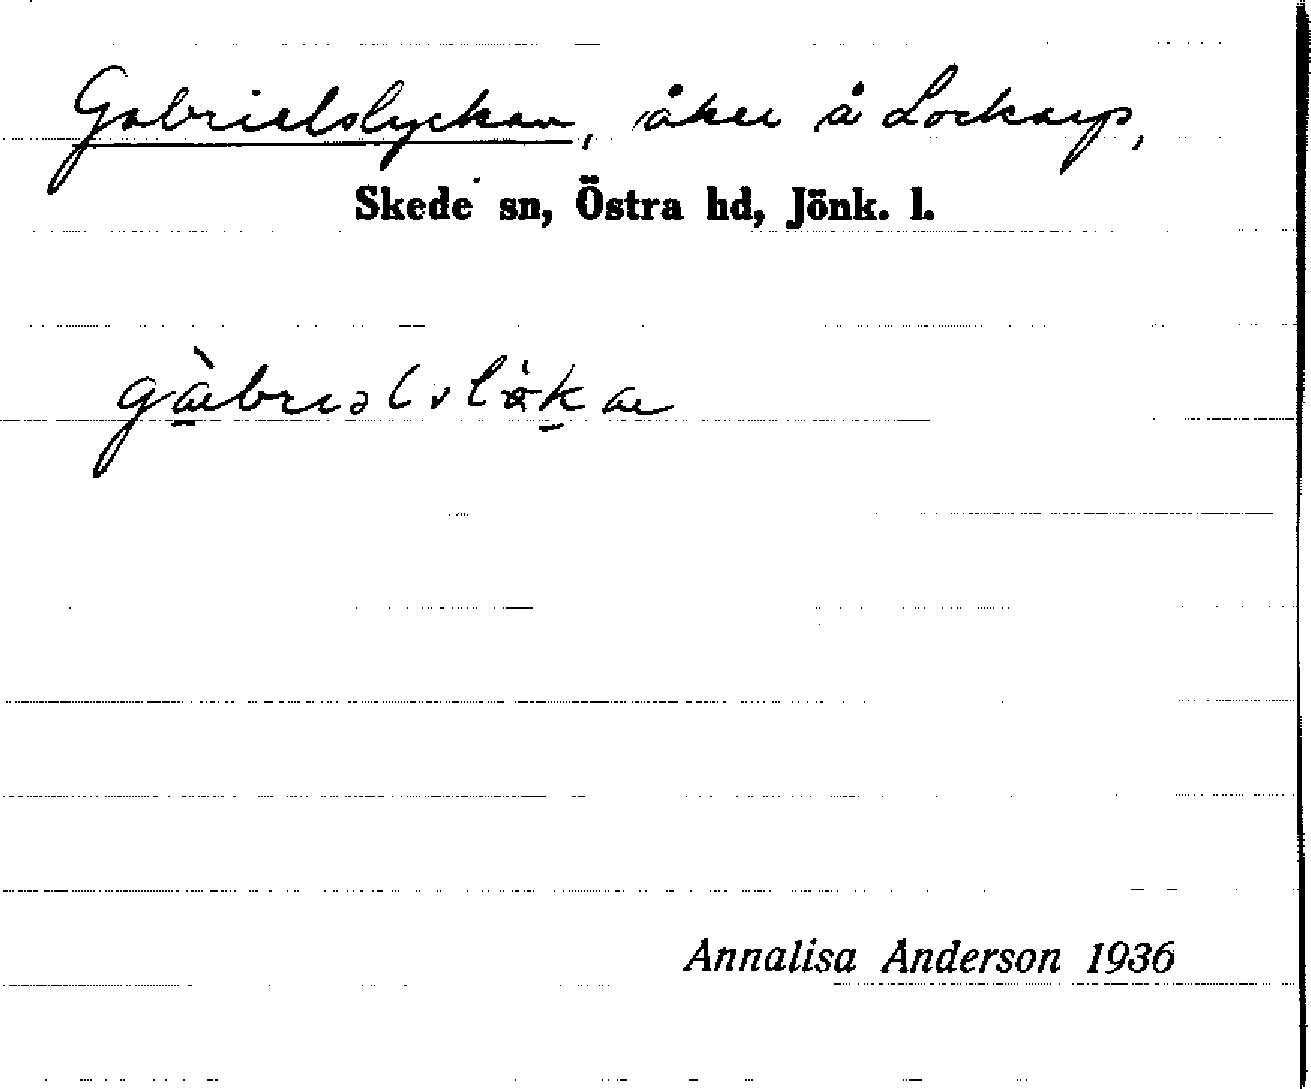 Gabrielslyckan, åker å Lockarp,
Skede sn, Östra hd, Jönk. l.
Annalisa Anderson 1936